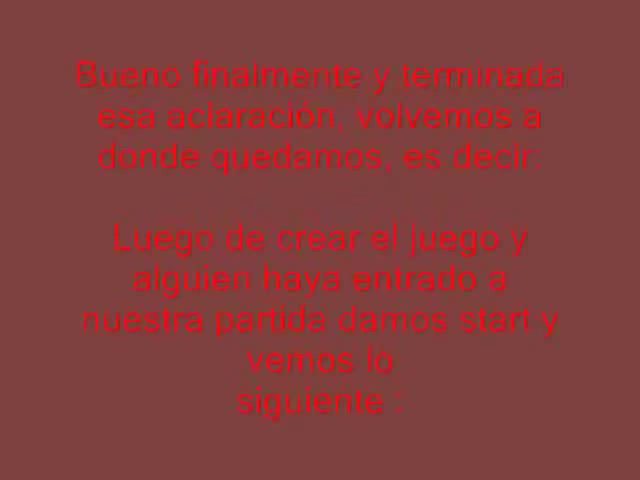 Bueno finalmente y terminada
esa aclaración, volvemos a
donde quedamos, es decir:
Luego de crear el juego y
alguien haya entrado a
nuestra partida damos start y
vemos lo
siguiente :